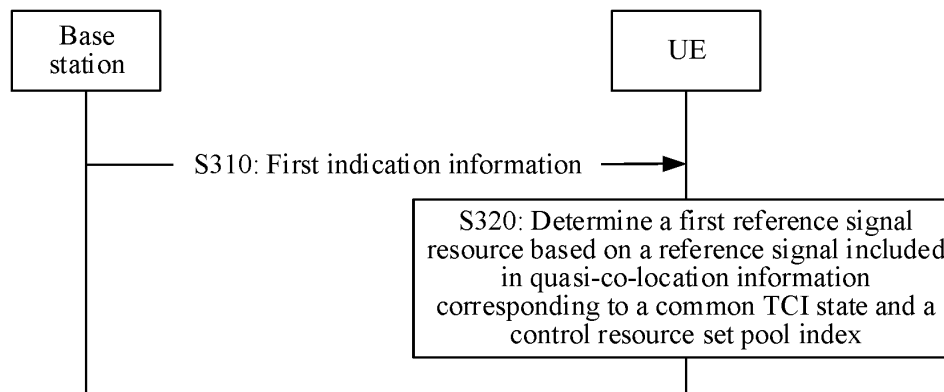 Base
station
UE
S310: First indication information
S320: Determine a first reference signal
resource based on a reference signal included
in quasi-co-location information
corresponding to a common TCI state and a
control resource set pool index